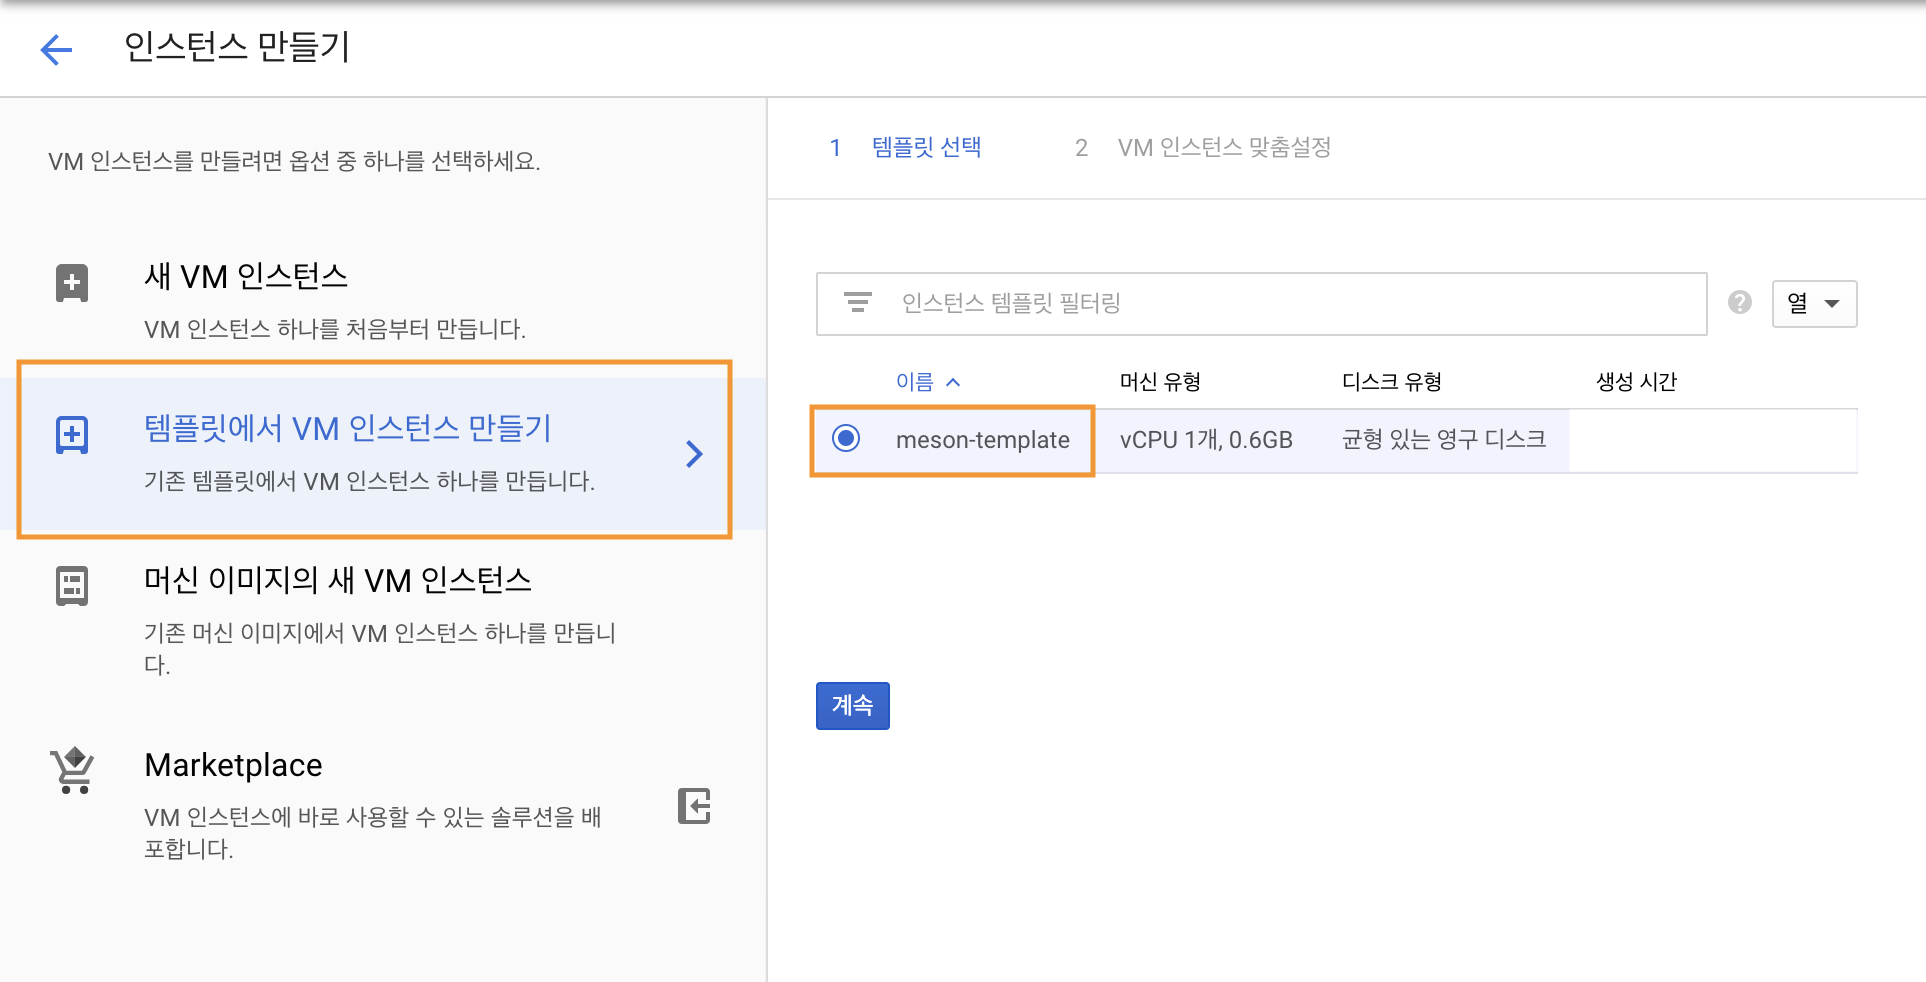 인스턴스 만들기
VM 인스턴스를 만들려면 옵션 중 하나를 선택하세요.
새 VM 인스턴스
VM 인스턴스 하나를 처음부터 만듭니다.
템플릿에서 VM 인스턴스 만들기
기존 템플릿에서 VM 인스턴스 하나를 만듭니다.
머신 이미지의 새 VM 인스턴스
기존 머신 이미지에서 VM 인스턴스 하나를 만듭니
다.
Marketplace
VM 인스턴스에 바로 사용할 수 있는 솔루션을 배
포합니다.
1 템플릿 선택 2 VM 인스턴스 맞춤설정
인스턴스 템플릿 필터링 ? 열
이름 머신 유형 디스크 유형 생성 시간
meson-template vCPU 1개, 0.6GB 균형 있는 영구 디스크
계속